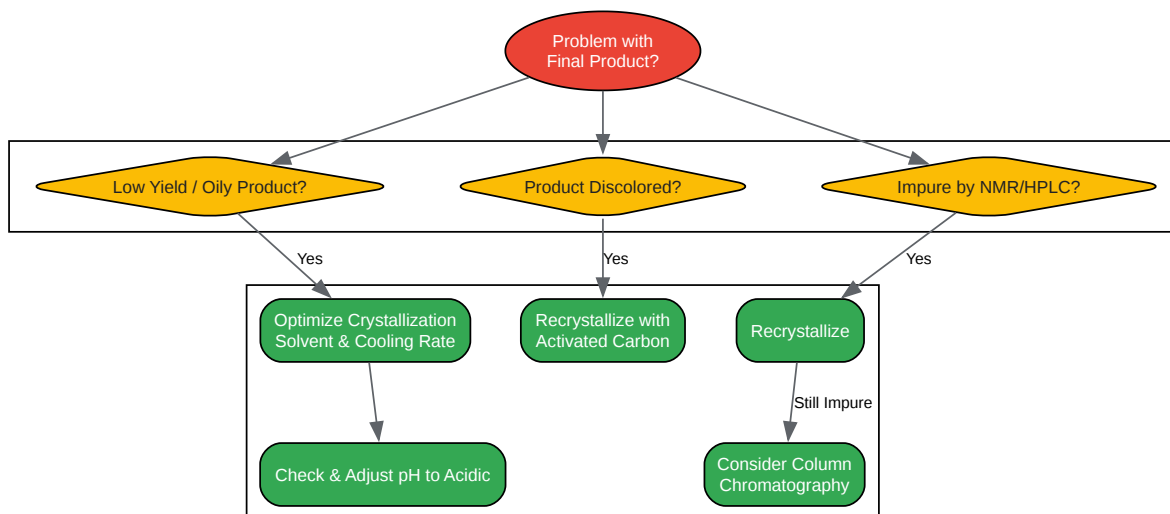 Problem with
Final Product?
Low Yield / Oily Product?
Product Discolored?
Impure by NMR/HPLC?
Yes
Yes
Yes
Optimize Crystallization
Solvent & Cooling Rate
Recrystallize with
Activated Carbon
Recrystallize
Still Impure
Check & Adjust pH to Acidic
Consider Column
Chromatography